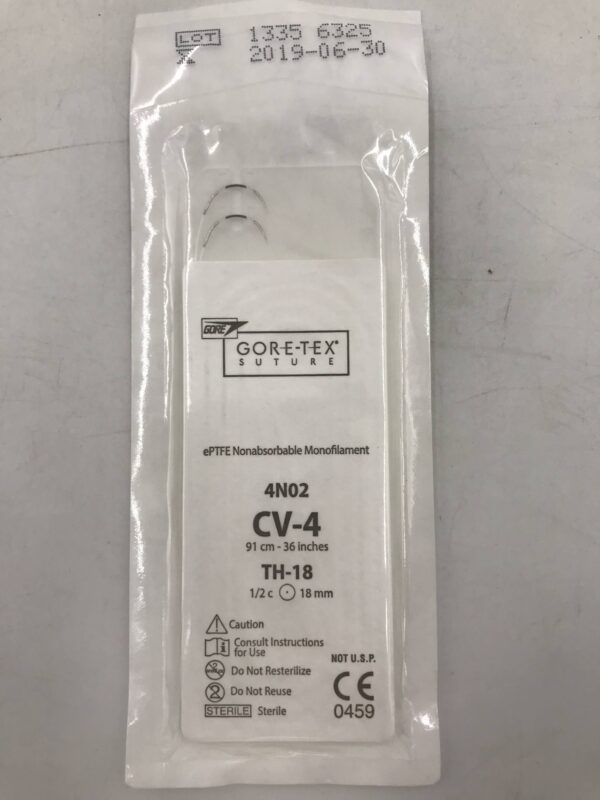 LOT 1335 6325
2019-06-30
GORE
GORE-TEX®
SUTURE
ePTFE Nonabsorbable Monofilament
4N02
CV-4
91 cm - 36 inches
TH-18
1/2 c 18 mm
Caution
Consult Instructions
for Use
NOT U.S.P.
Do Not Resterilize
Do Not Reuse
STERILE Sterile
CE
0459